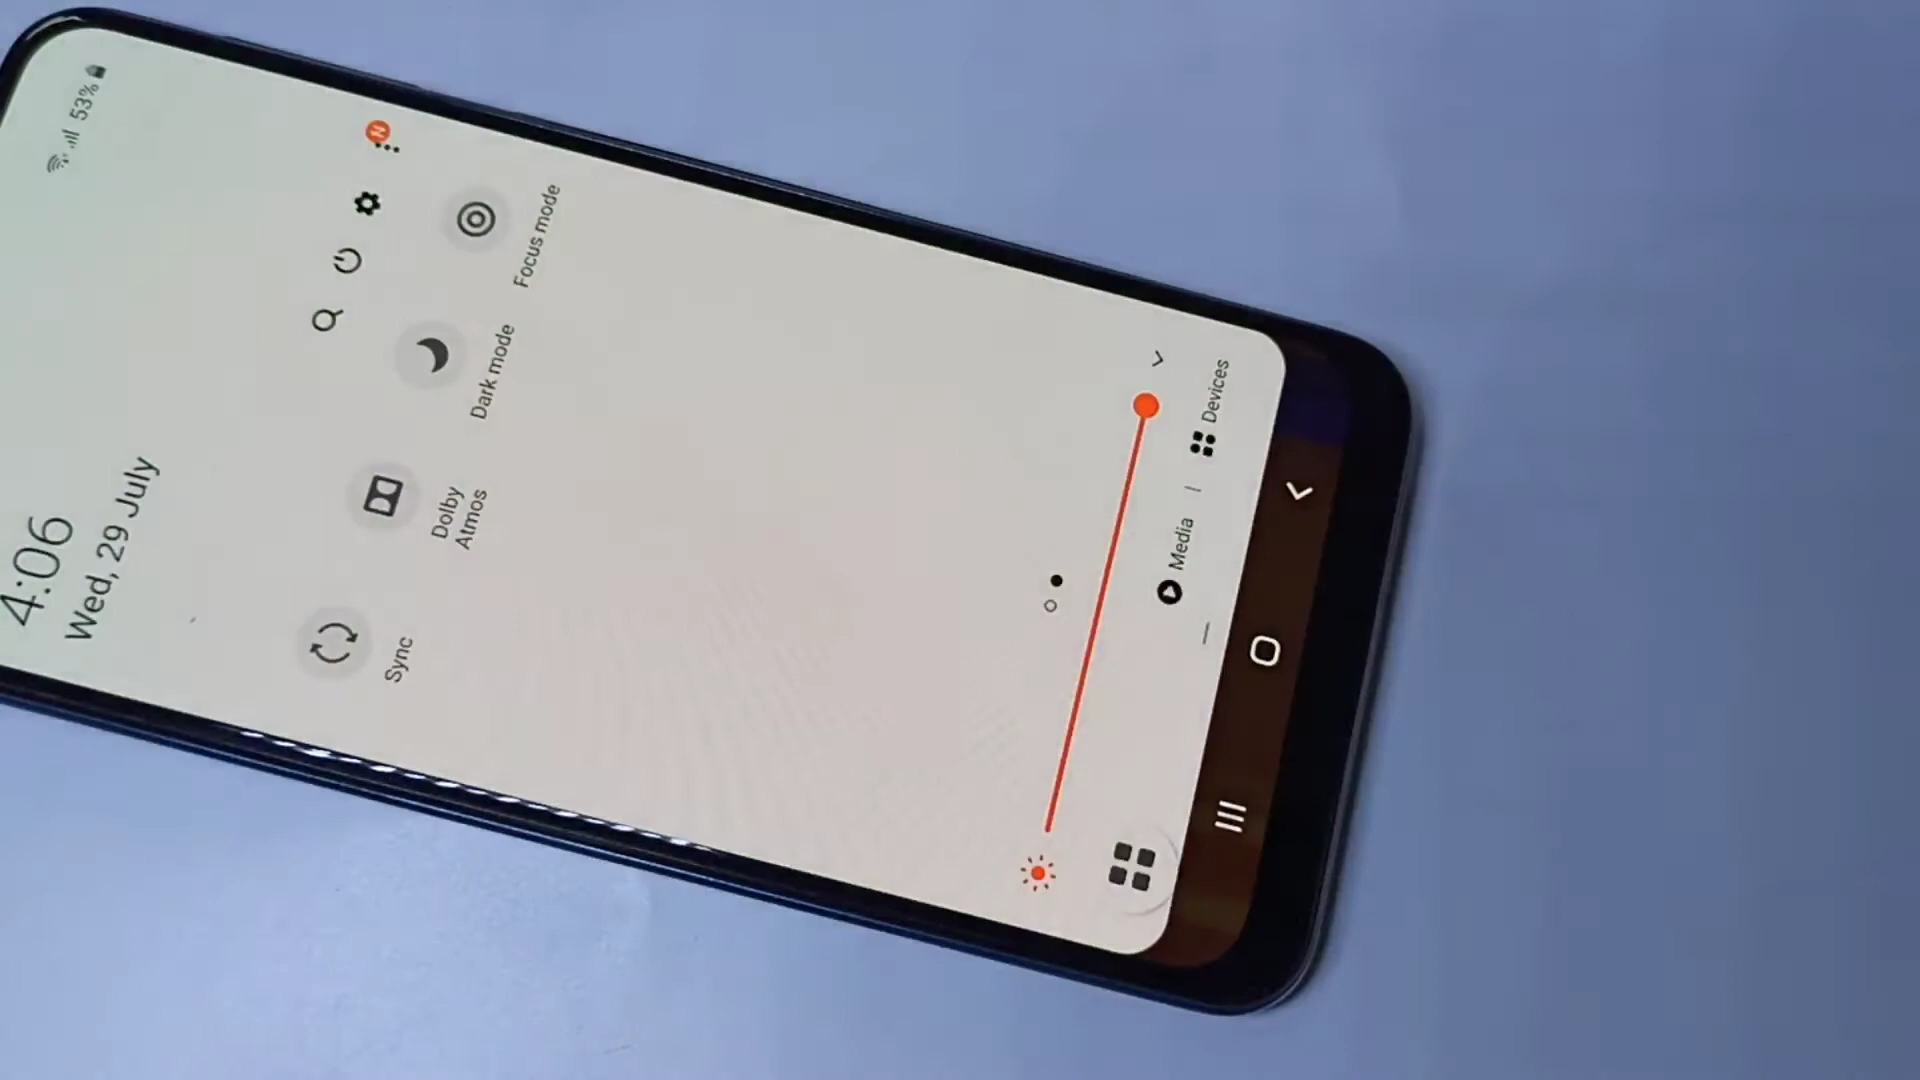 53%
4:06
Wed, 29 July
N
Sync
Dolby
Atmos
Dark mode
Focus mode
Media | Devices